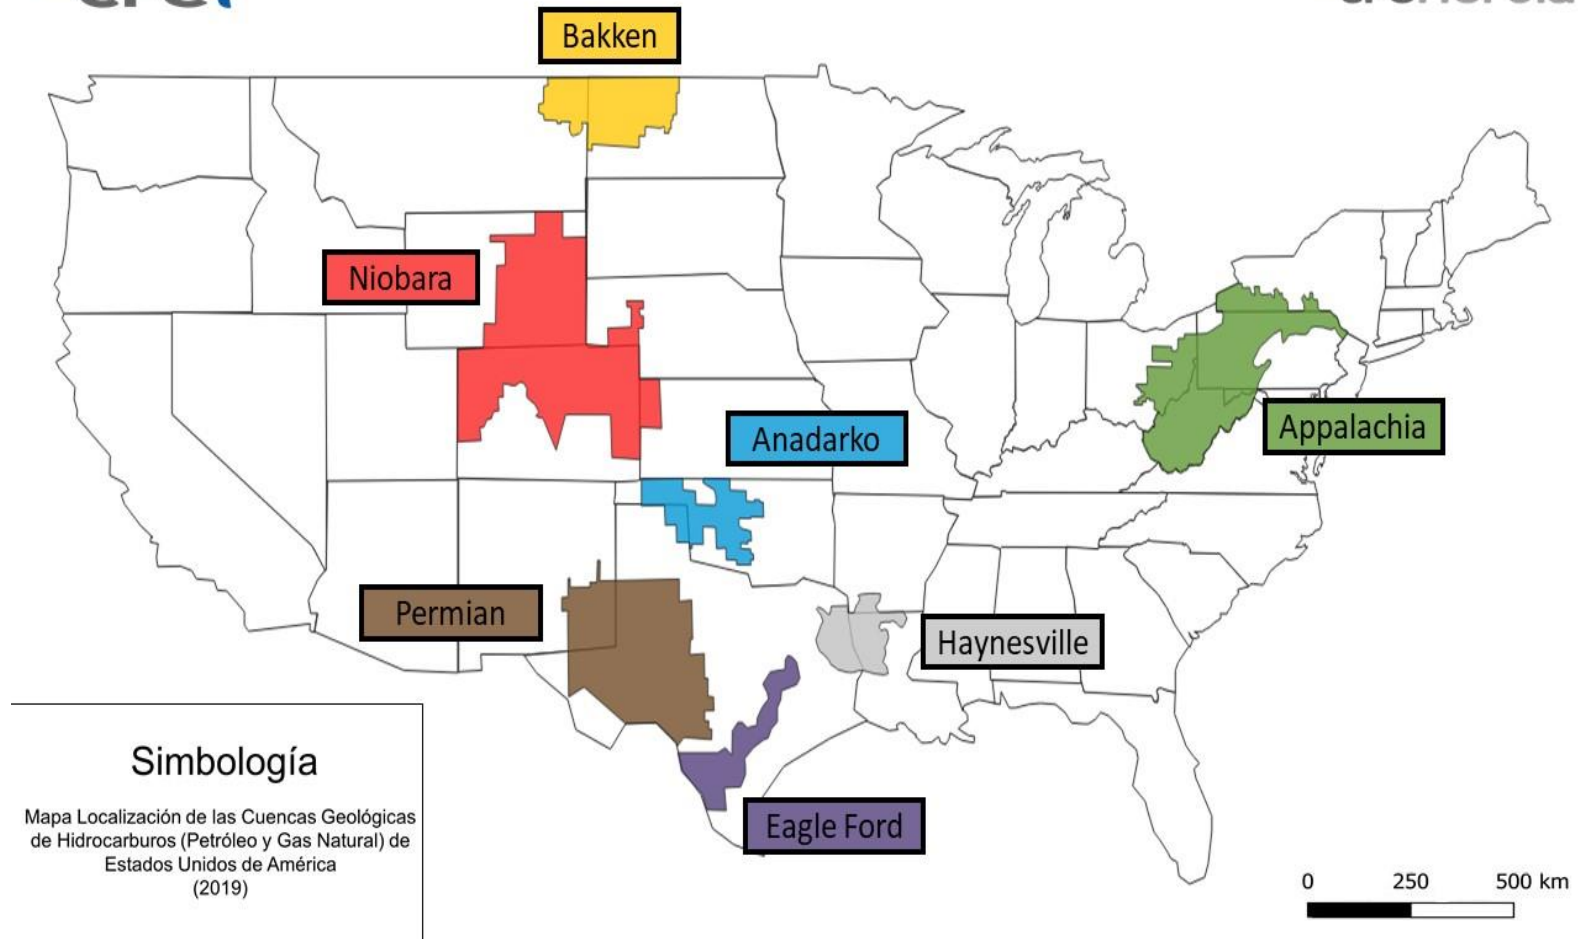 Bakken
Niobara
Anadarko
Appalachia
Permian
Haynesville
Eagle Ford
Simbología
Mapa Localización de las Cuencas Geológicas
de Hidrocarburos (Petróleo y Gas Natural) de
Estados Unidos de América
(2019)
0 250 500 km